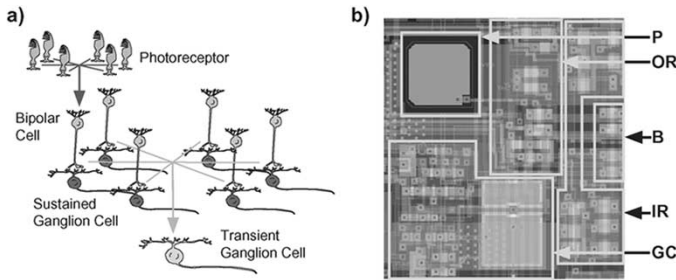 a)
Photoreceptor
Bipolar
Cell
Sustained
Ganglion Cell
Transient
Ganglion Cell
b)
P
OR
B
IR
GC